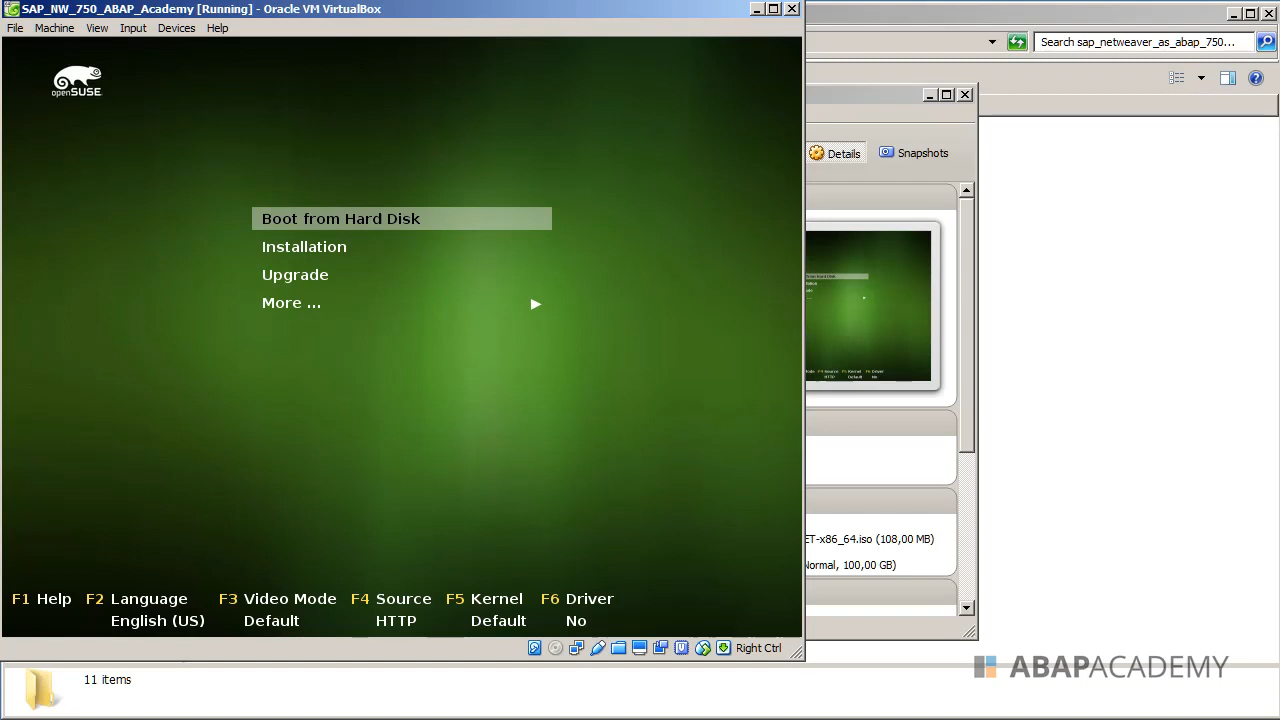 SAP_NW_750_ABAP_Academy [Running] - Oracle VM VirtualBox
File Machine View Input Devices Help
Search sap_netweaver_as_abap_750...
openSUSE
Details Snapshots
Boot from Hard Disk
Installation
Upgrade
More ...
ET-x86_64.iso (108,00 MB)
Normal, 100,00 GB)
F1 Help F2 Language F3 Video Mode F4 Source F5 Kernel F6 Driver
English (US) Default HTTP Default No
Right Ctrl
11 items
ABAPACADEMY